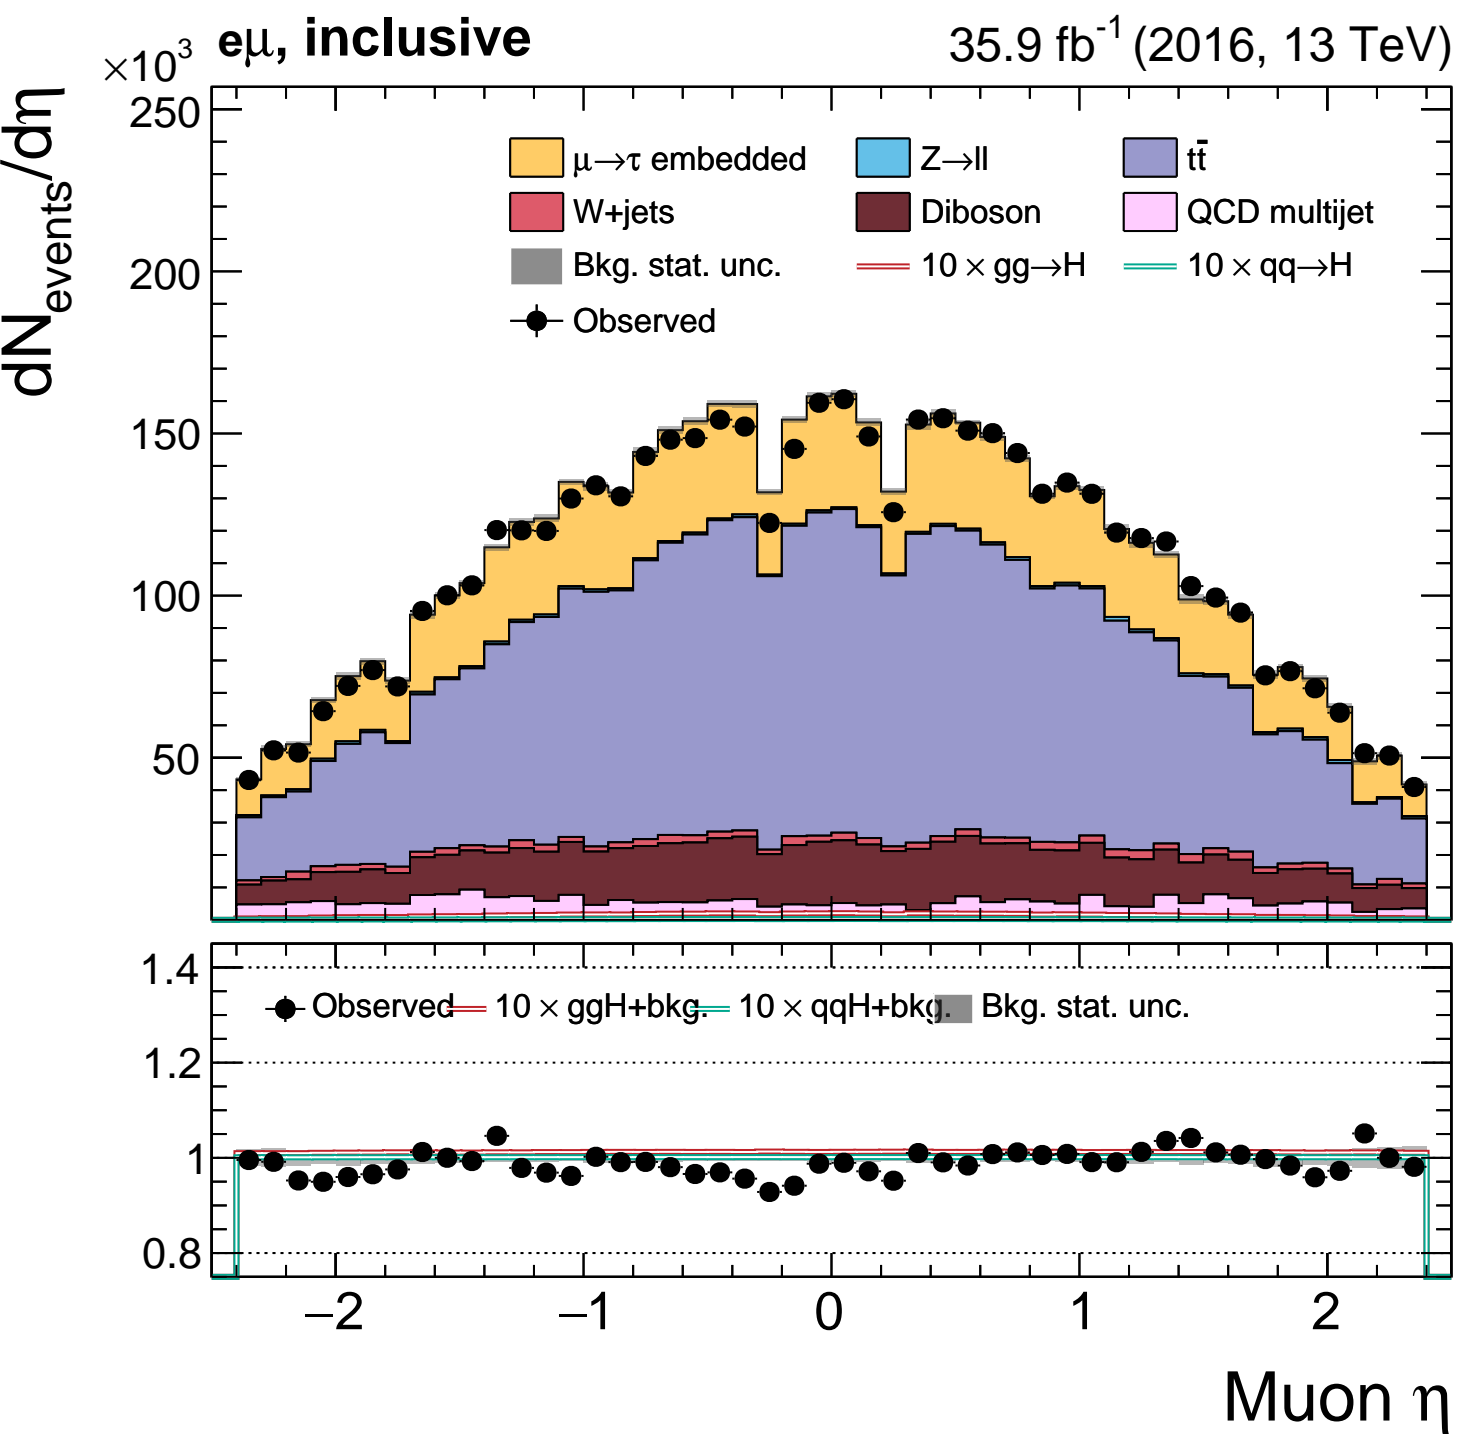 eμ, inclusive 35.9 fb⁻¹ (2016, 13 TeV)
×10³
dN_events/dη
250
200
150
100
50
μ→τ embedded Z→ll tt̄
W+jets Diboson QCD multijet
Bkg. stat. unc. 10 × gg→H 10 × qq→H
Observed
1.4
1.2
1
0.8
Observed 10 × ggH+bkg. 10 × qqH+bkg. Bkg. stat. unc.
−2 −1 0 1 2
Muon η